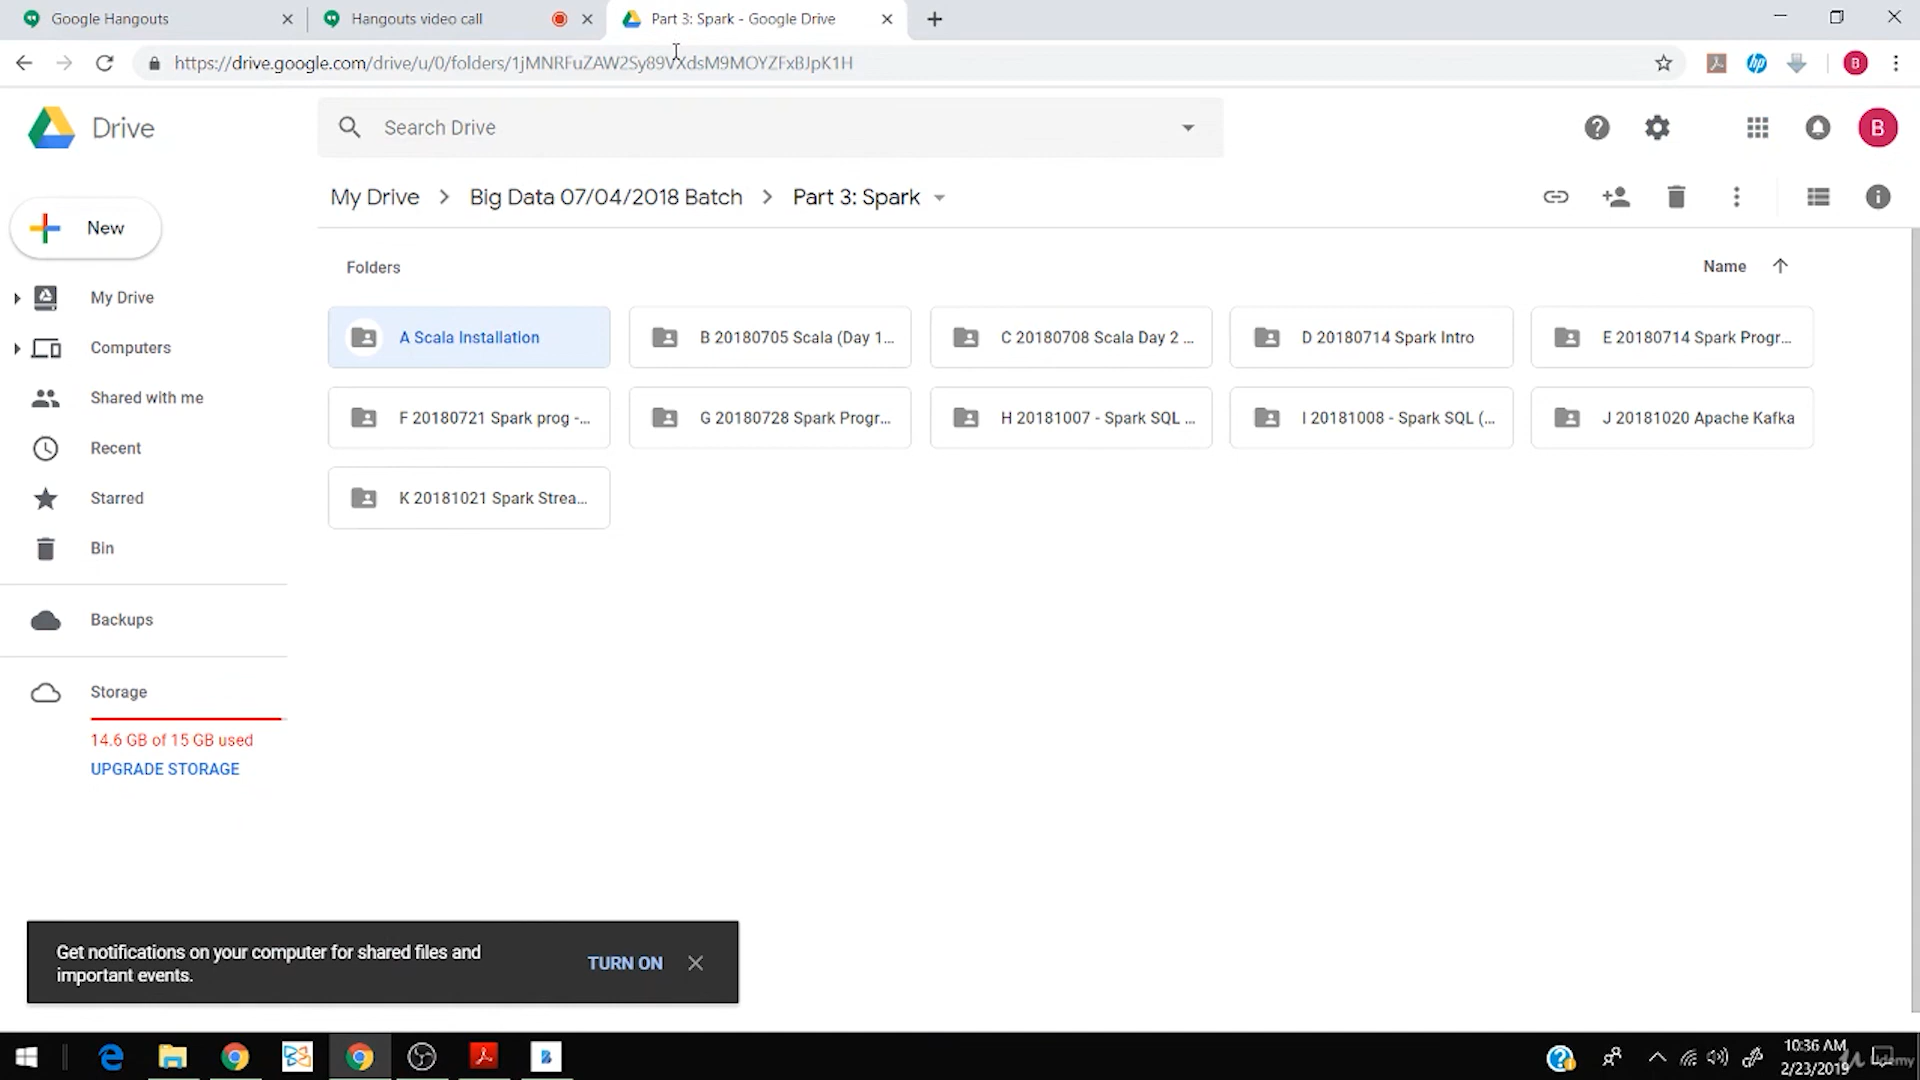 Google Hangouts
Hangouts video call
Part 3: Spark - Google Drive
https://drive.google.com/drive/u/0/folders/1jMNRFuZAW2Sy89VXdsM9MOYZFxBJpK1H
B
Drive
Search Drive
B
My Drive
Big Data 07/04/2018 Batch
Part 3: Spark
New
Folders
Name
My Drive
Computers
Shared with me
Recent
Starred
Bin
Backups
Storage
14.6 GB of 15 GB used
UPGRADE STORAGE
A Scala Installation
B 20180705 Scala (Day 1...
C 20180708 Scala Day 2 ...
D 20180714 Spark Intro
E 20180714 Spark Progr...
F 20180721 Spark prog -...
G 20180728 Spark Progr...
H 20181007 - Spark SQL ...
I 20181008 - Spark SQL (...
J 20181020 Apache Kafka
K 20181021 Spark Strea...
Get notifications on your computer for shared files and
important events.
TURN ON
10:36 AM
2/23/2019
Udemy